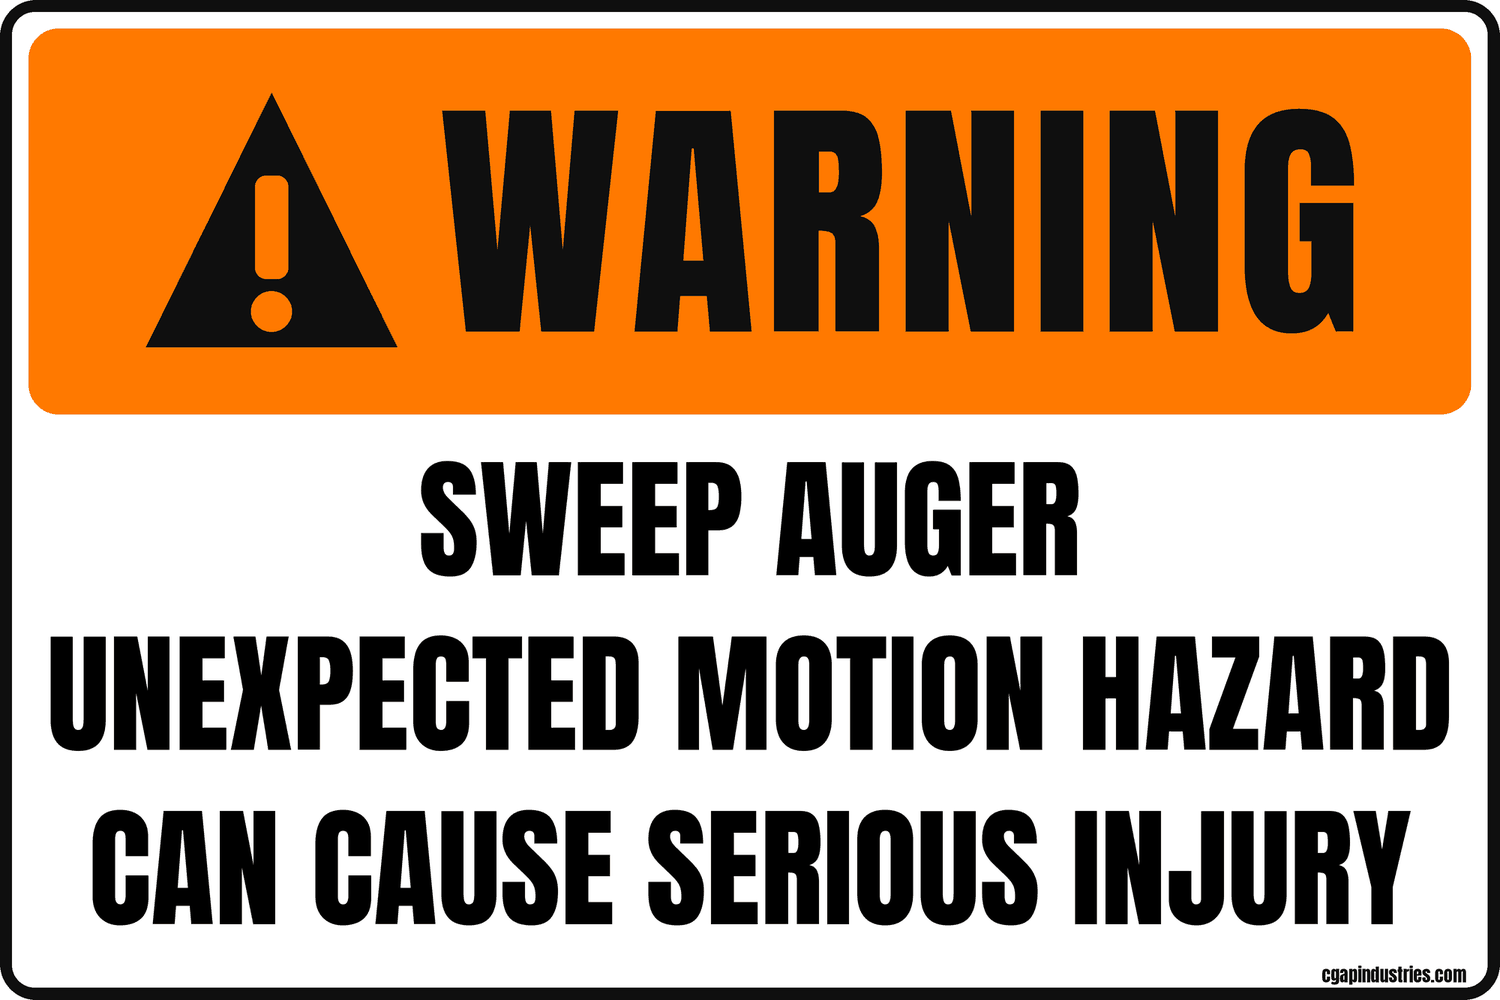 WARNING
SWEEP AUGER
UNEXPECTED MOTION HAZARD
CAN CAUSE SERIOUS INJURY
cgapindustries.com